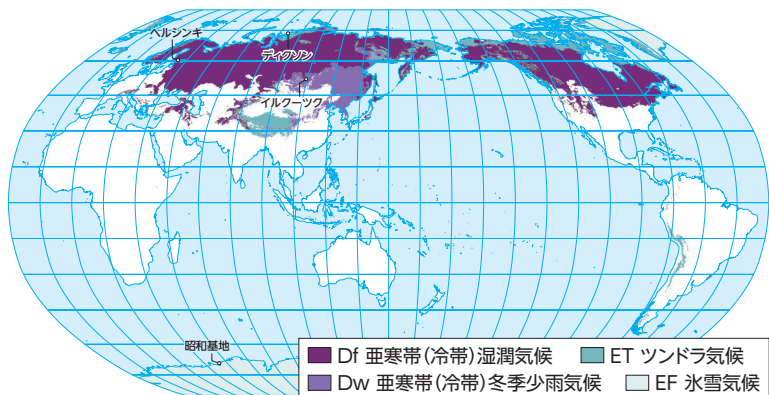 ヘルシンキ
ディクソン
イルクーツク
昭和基地
Df 亜寒帯(冷帯)湿潤気候
ET ツンドラ気候
Dw 亜寒帯(冷帯)冬季少雨気候
EF 氷雪気候